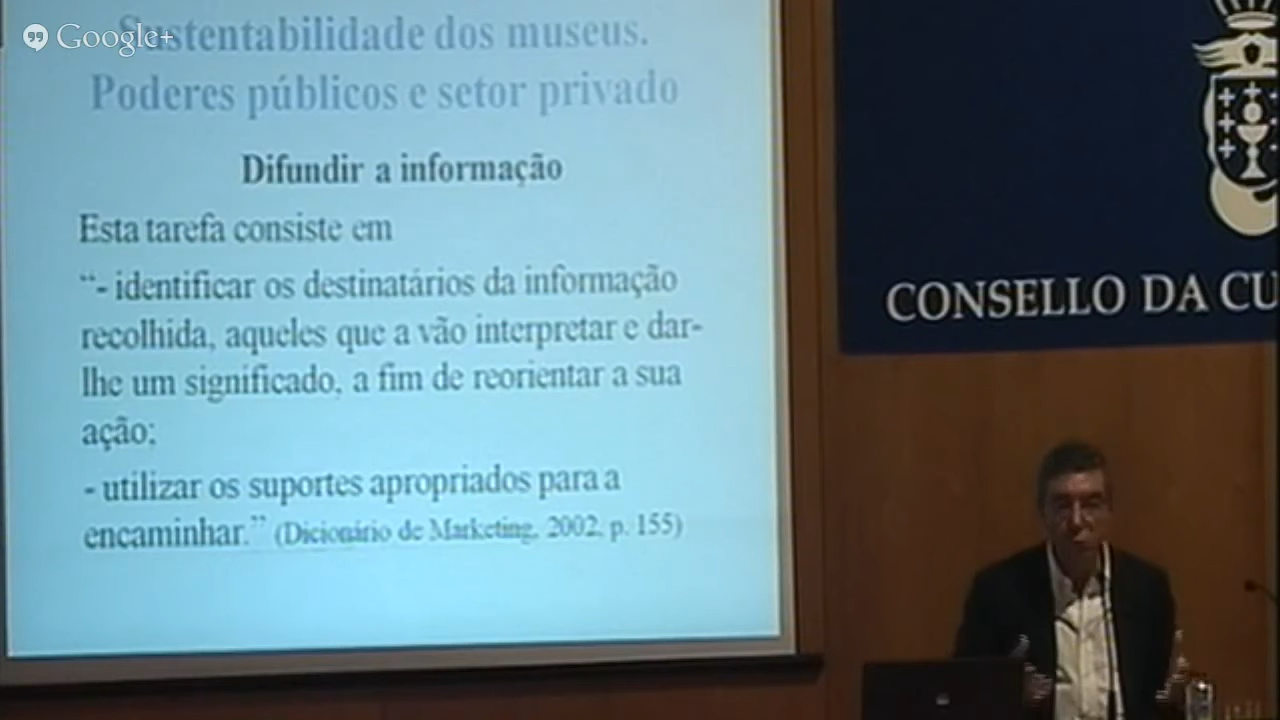 Google+
Sustentabilidade dos museus.
Poderes públicos e setor privado
Difundir a informação
Esta tarefa consiste em
“- identificar os destinatários da informação
recolhida, aqueles que a vão interpretar e dar-
lhe um significado, a fim de reorientar a sua
ação;
- utilizar os suportes apropriados para a
encaminhar.” (Dicionário de Marketing, 2002, p. 155)
CONSELLO DA CU